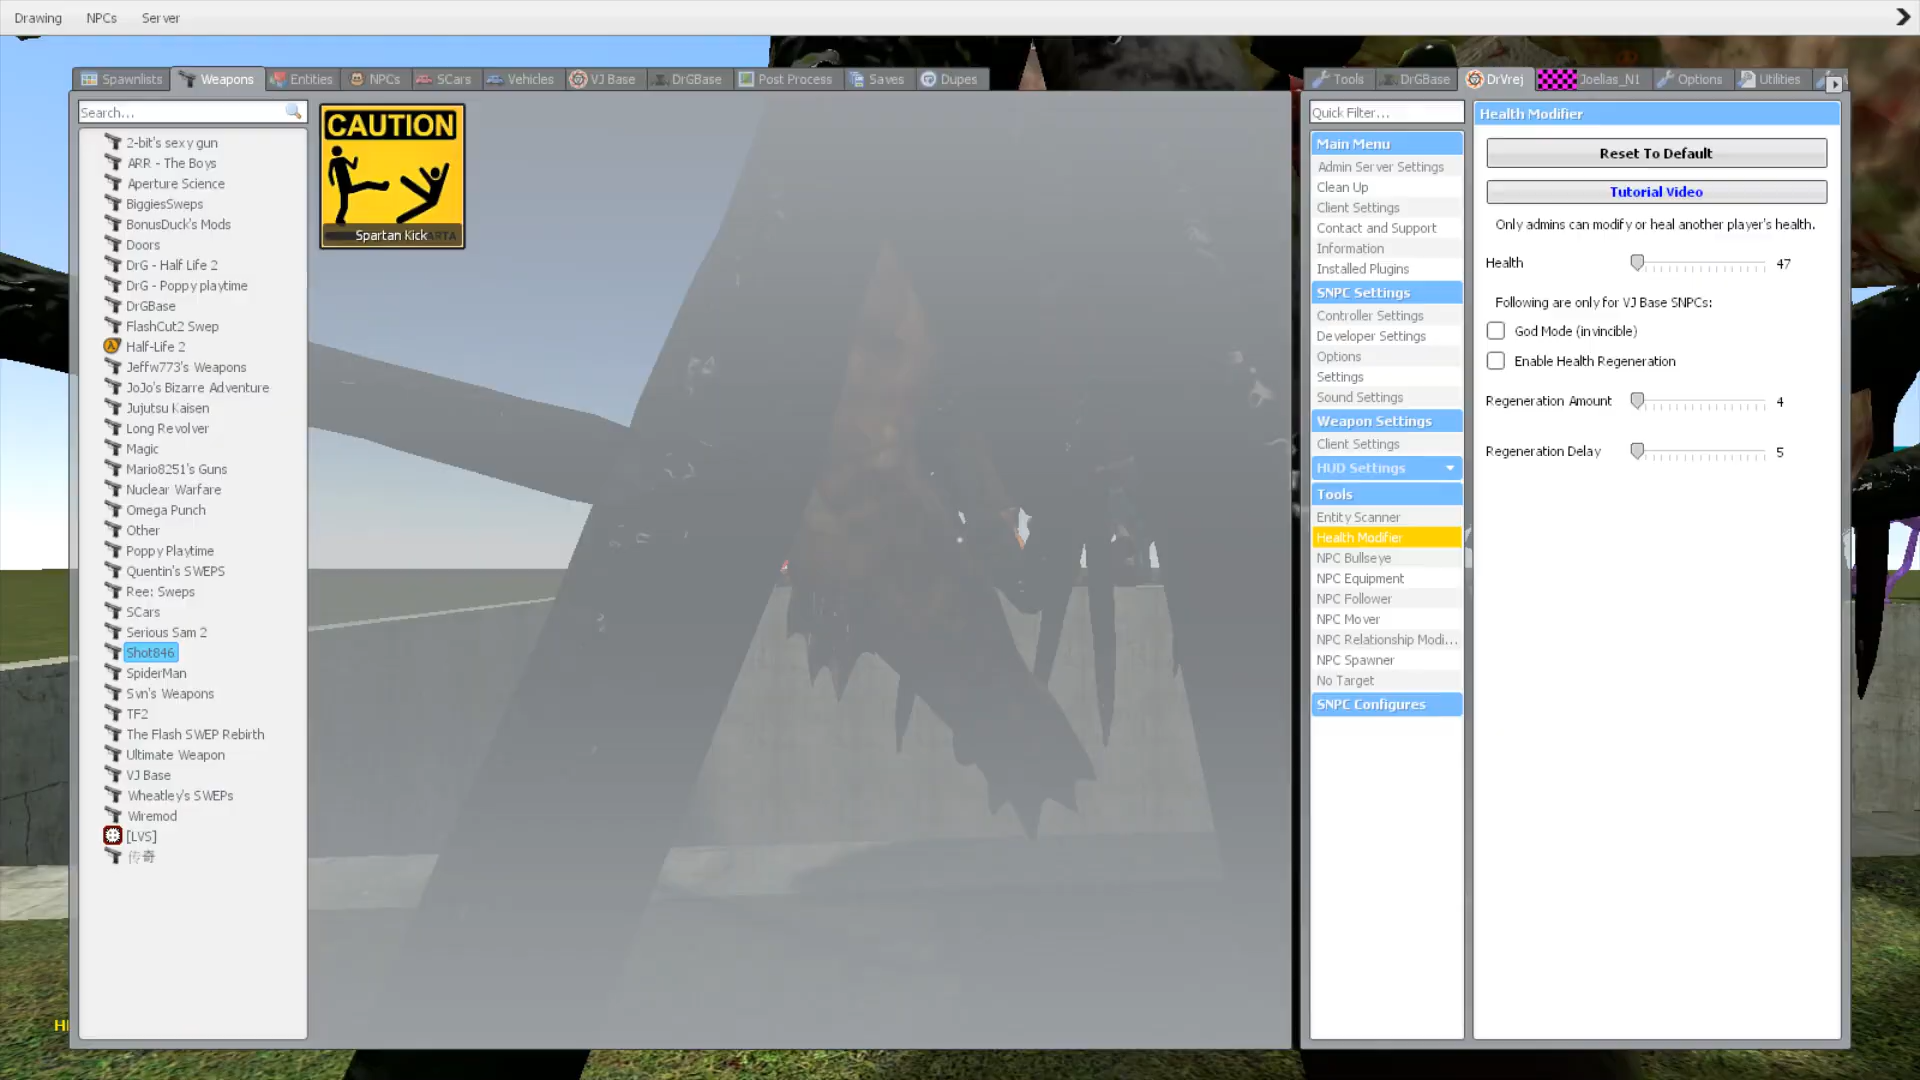 Drawing NPCs Server
Spawnlists Weapons Entities NPCs SCars Vehicles VJ Base DrGBase Post Process Saves Dupes
Search...
2-bit's sexy gun
ARR - The Boys
Aperture Science
BiggiesSweps
BonusDuck's Mods
Doors
DrG - Half Life 2
DrG - Poppy playtime
DrGBase
FlashCut2 Swep
Half-Life 2
Jeffw773's Weapons
JoJo's Bizarre Adventure
Jujutsu Kaisen
Long Revolver
Magic
Mario8251's Guns
Nuclear Warfare
Omega Punch
Other
Poppy Playtime
Quentin's SWEPS
Ree: Sweps
SCars
Serious Sam 2
Shot846
SpiderMan
Svn's Weapons
TF2
The Flash SWEP Rebirth
Ultimate Weapon
VJ Base
Wheatley's SWEPs
Wiremod
[LVS]
传奇
CAUTION
Spartan Kick
Tools DrGBase DrVrej Joelias_N1 Options Utilities
Quick Filter...
Main Menu
Admin Server Settings
Clean Up
Client Settings
Contact and Support
Information
Installed Plugins
SNPC Settings
Controller Settings
Developer Settings
Options
Settings
Sound Settings
Weapon Settings
Client Settings
HUD Settings
Tools
Entity Scanner
Health Modifier
NPC Bullseye
NPC Equipment
NPC Follower
NPC Mover
NPC Relationship Modi...
NPC Spawner
No Target
SNPC Configures
Health Modifier
Reset To Default
Tutorial Video
Only admins can modify or heal another player's health.
Health 47
Following are only for VJ Base SNPCs:
God Mode (invincible)
Enable Health Regeneration
Regeneration Amount 4
Regeneration Delay 5